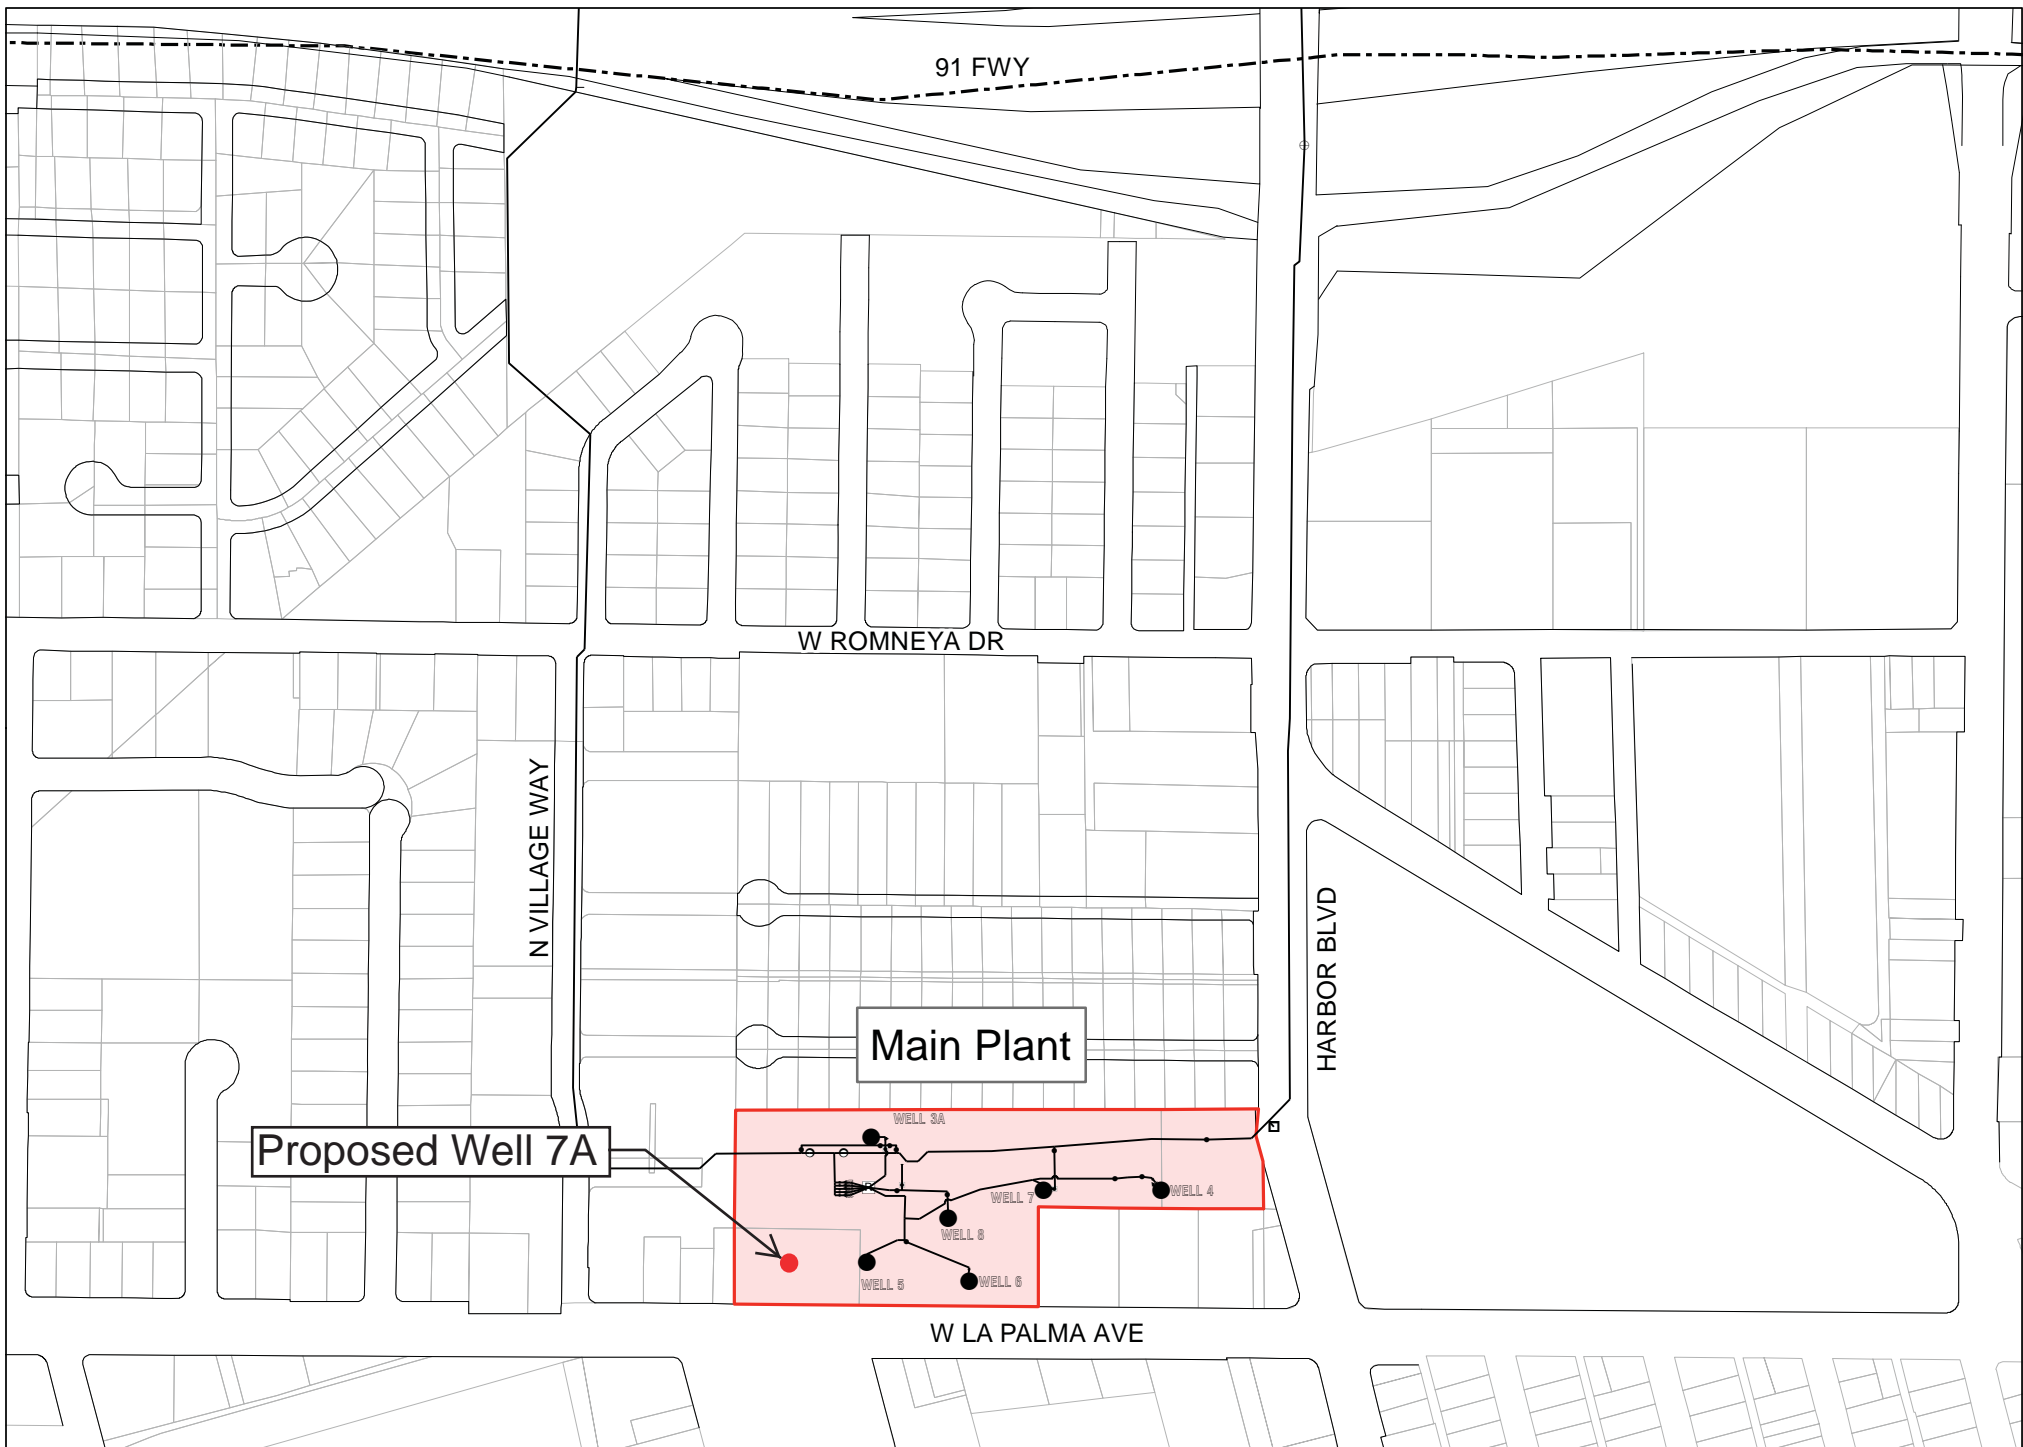 91 FWY
W ROMNEYA DR
N VILLAGE WAY
HARBOR BLVD
Main Plant
WELL 3A
Proposed Well 7A
WELL 7
WELL 4
WELL 8
WELL 5
WELL 6
W LA PALMA AVE